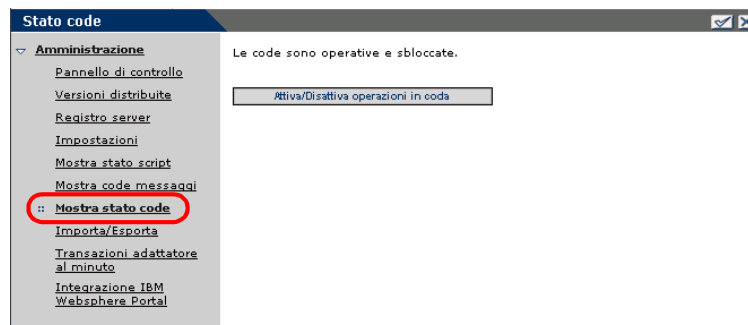 Stato code
Amministrazione
Pannello di controllo
Versioni distribuite
Registro server
Impostazioni
Mostra stato script
Mostra code messaggi
Mostra stato code
Importa/Esporta
Transazioni adattatore
al minuto
Integrazione IBM
Websphere Portal
Le code sono operative e sbloccate.
Attiva/Disattiva operazioni in coda